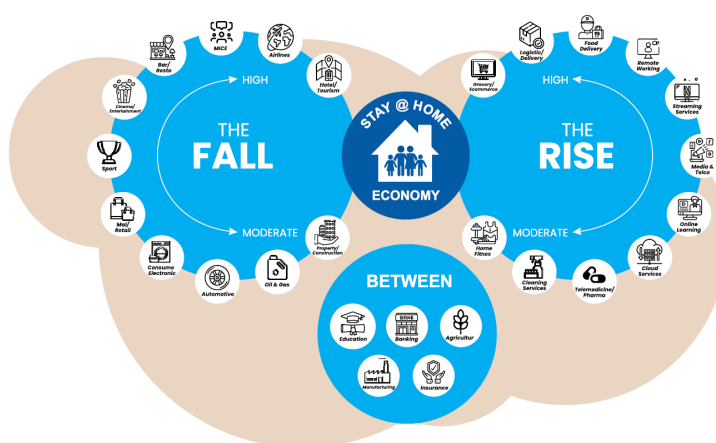 MICE
Airlines
Bar/
Resto
Hotel/
Tourism
HIGH
Cinema/
Entertainment
THE
FALL
Sport
Mal/
Retail
MODERATE
Property/
Construction
Consume
Electronic
Automotive
Oil & Gas
STAY @ HOME
ECONOMY
Food
Delivery
Logistic/
Delivery
Remote
Working
Grocery/
Ecommerce
HIGH
Streaming
Services
THE
RISE
Media &
Telco
Online
Learning
MODERATE
Home
Fitnes
Cloud
Services
Cleaning
Services
Telemedicine/
Pharma
BETWEEN
Education
BANK
Banking
Agricultur
Manufacturing
Insurance